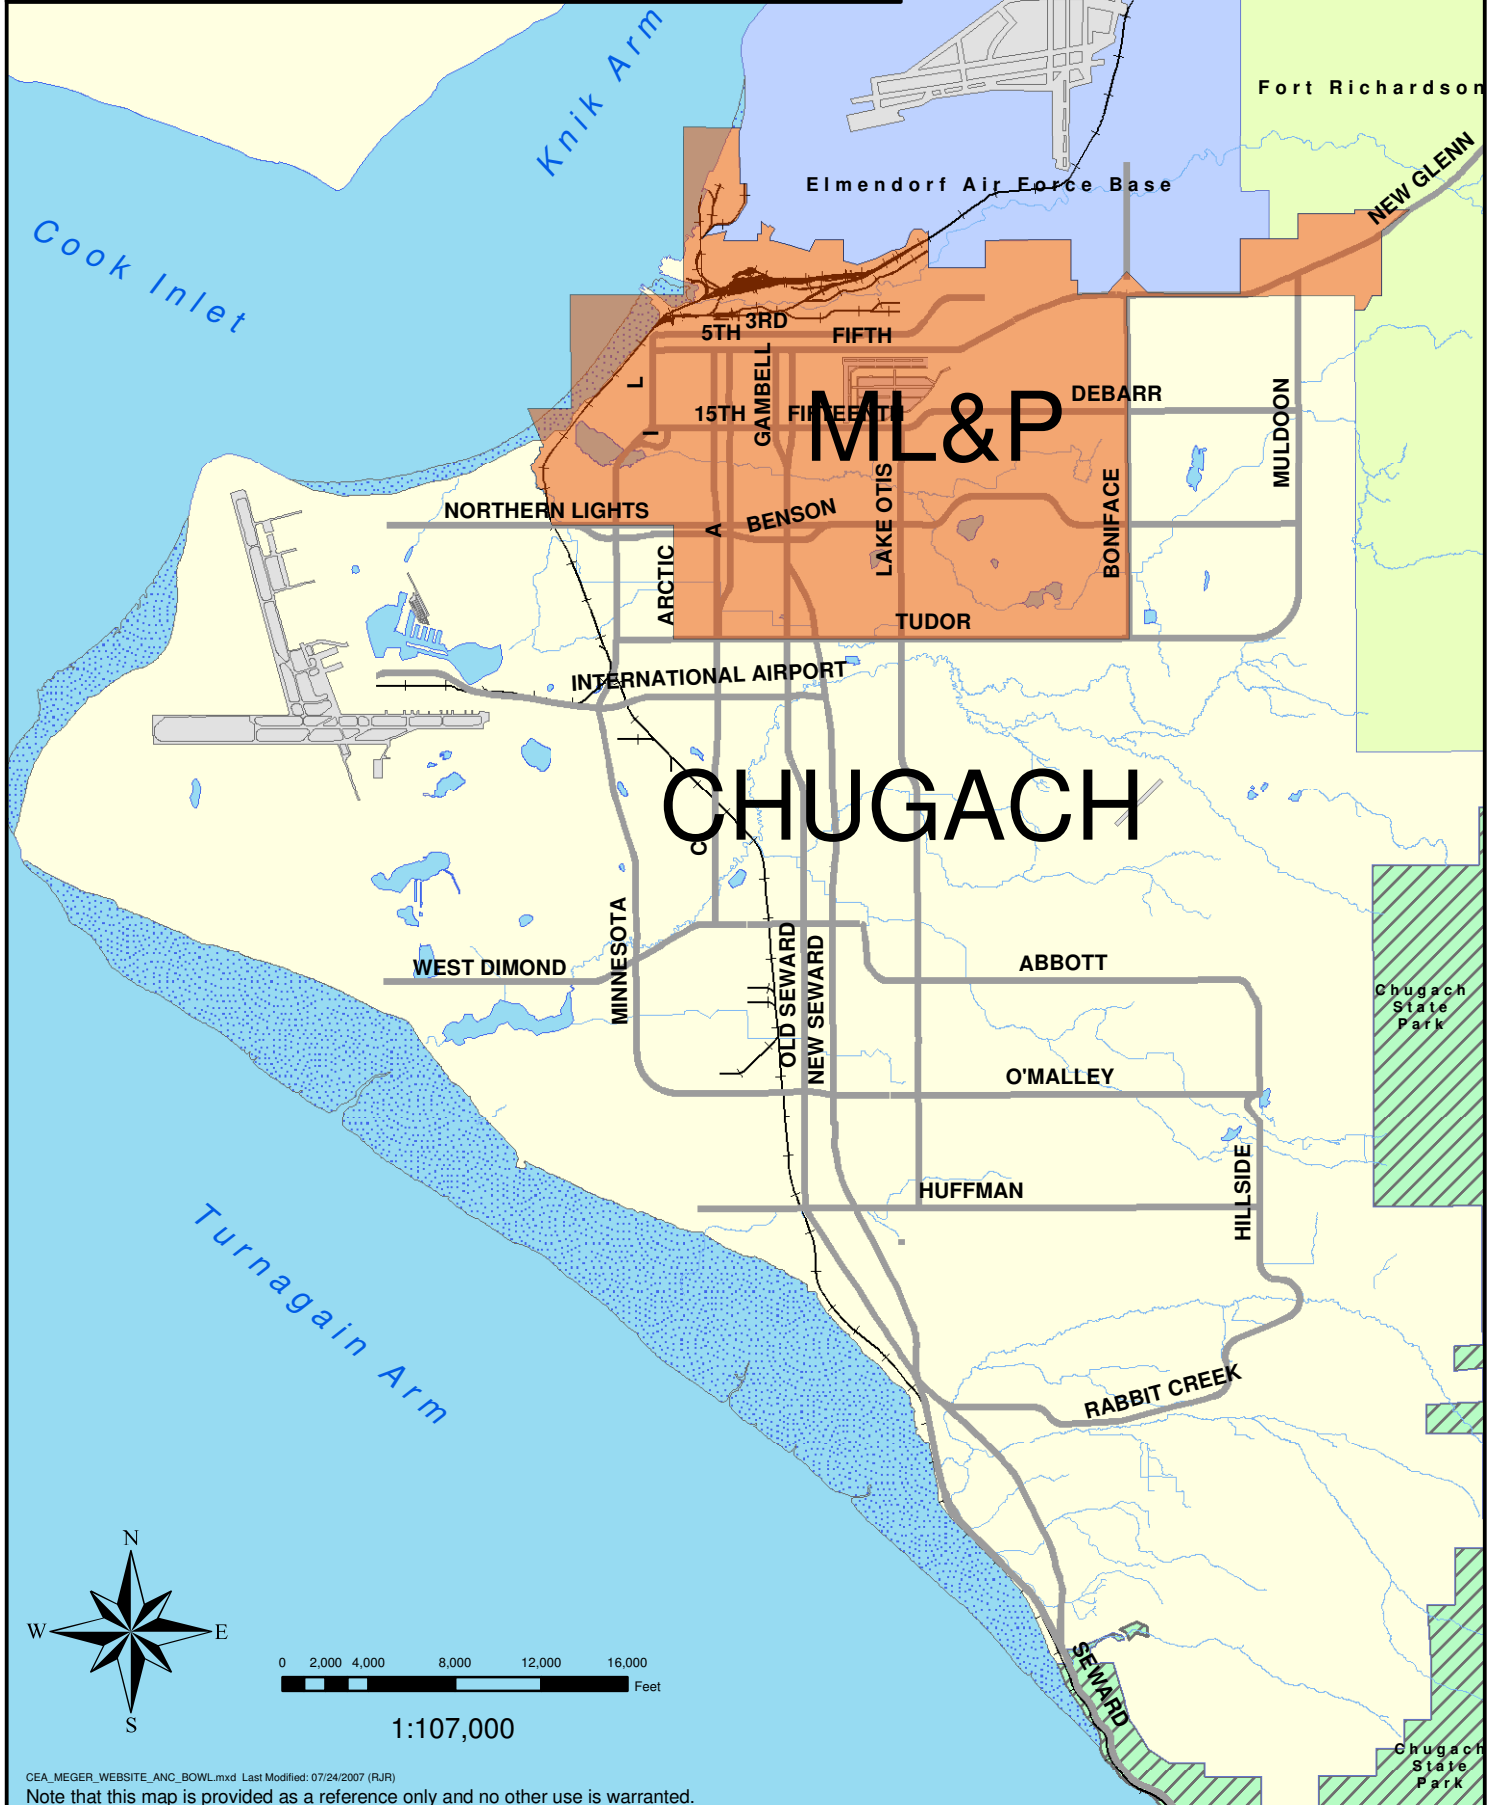 Knik Arm
Fort Richardson
NEW GLENN
Elmendorf Air Force Base
Cook Inlet
3RD
5TH
FIFTH
GAMBELL
L
DEBARR
MULDOON
15TH
FIFTEENTH
ML&P
I
LAKE OTIS
BONIFACE
NORTHERN LIGHTS
A
BENSON
ARCTIC
TUDOR
INTERNATIONAL AIRPORT
CHUGACH
C
MINNESOTA
OLD SEWARD
NEW SEWARD
WEST DIMOND
ABBOTT
Chugach
State
Park
O'MALLEY
HILLSIDE
HUFFMAN
Turnagain Arm
RABBIT CREEK
SEWARD
N
W
E
S
0 2,000 4,000 8,000 12,000 16,000
Feet
1:107,000
Chugach
State
Park
CEA_MEGER_WEBSITE_ANC_BOWL.mxd Last Modified: 07/24/2007 (RJR)
Note that this map is provided as a reference only and no other use is warranted.